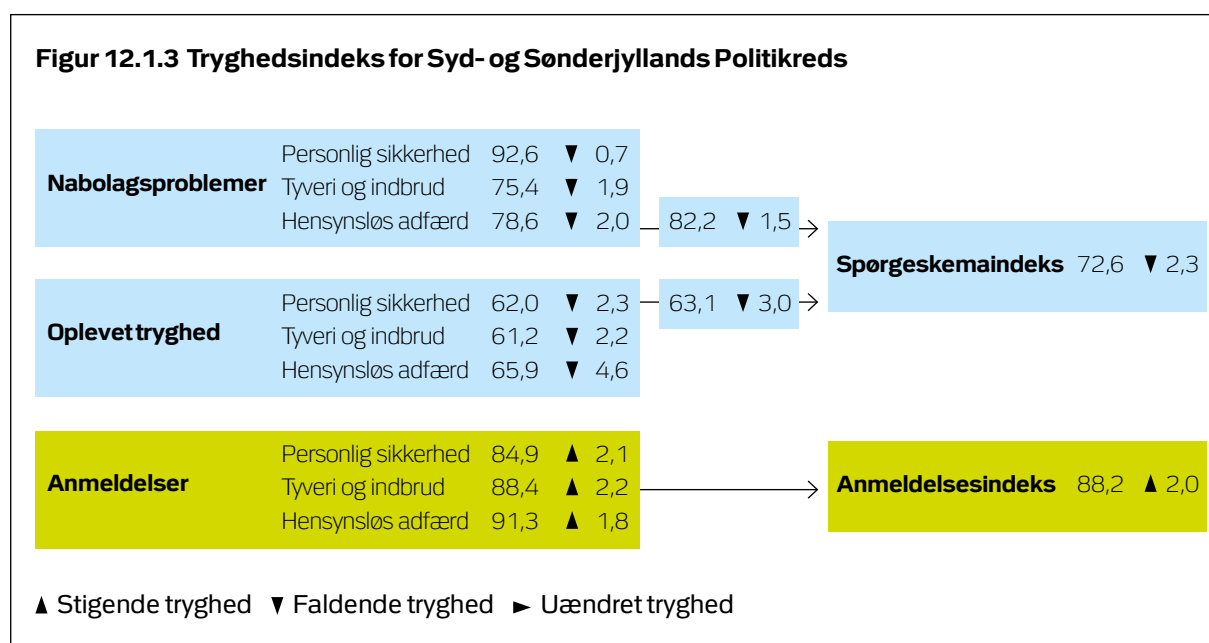 Figur 12.1.3 Tryghedsindeks for Syd- og Sønderjyllands Politikreds
Nabolagsproblemer
Personlig sikkerhed 92,6 ▼ 0,7
Tyveri og indbrud 75,4 ▼ 1,9
Hensynsløs adfærd 78,6 ▼ 2,0
82,2 ▼ 1,5
Oplevet tryghed
Personlig sikkerhed 62,0 ▼ 2,3
Tyveri og indbrud 61,2 ▼ 2,2
Hensynsløs adfærd 65,9 ▼ 4,6
63,1 ▼ 3,0
Spørgeskemaindeks 72,6 ▼ 2,3
Anmeldelser
Personlig sikkerhed 84,9 ▲ 2,1
Tyveri og indbrud 88,4 ▲ 2,2
Hensynsløs adfærd 91,3 ▲ 1,8
Anmeldelsesindeks 88,2 ▲ 2,0
▲ Stigende tryghed ▼ Faldende tryghed ► Uændret tryghed